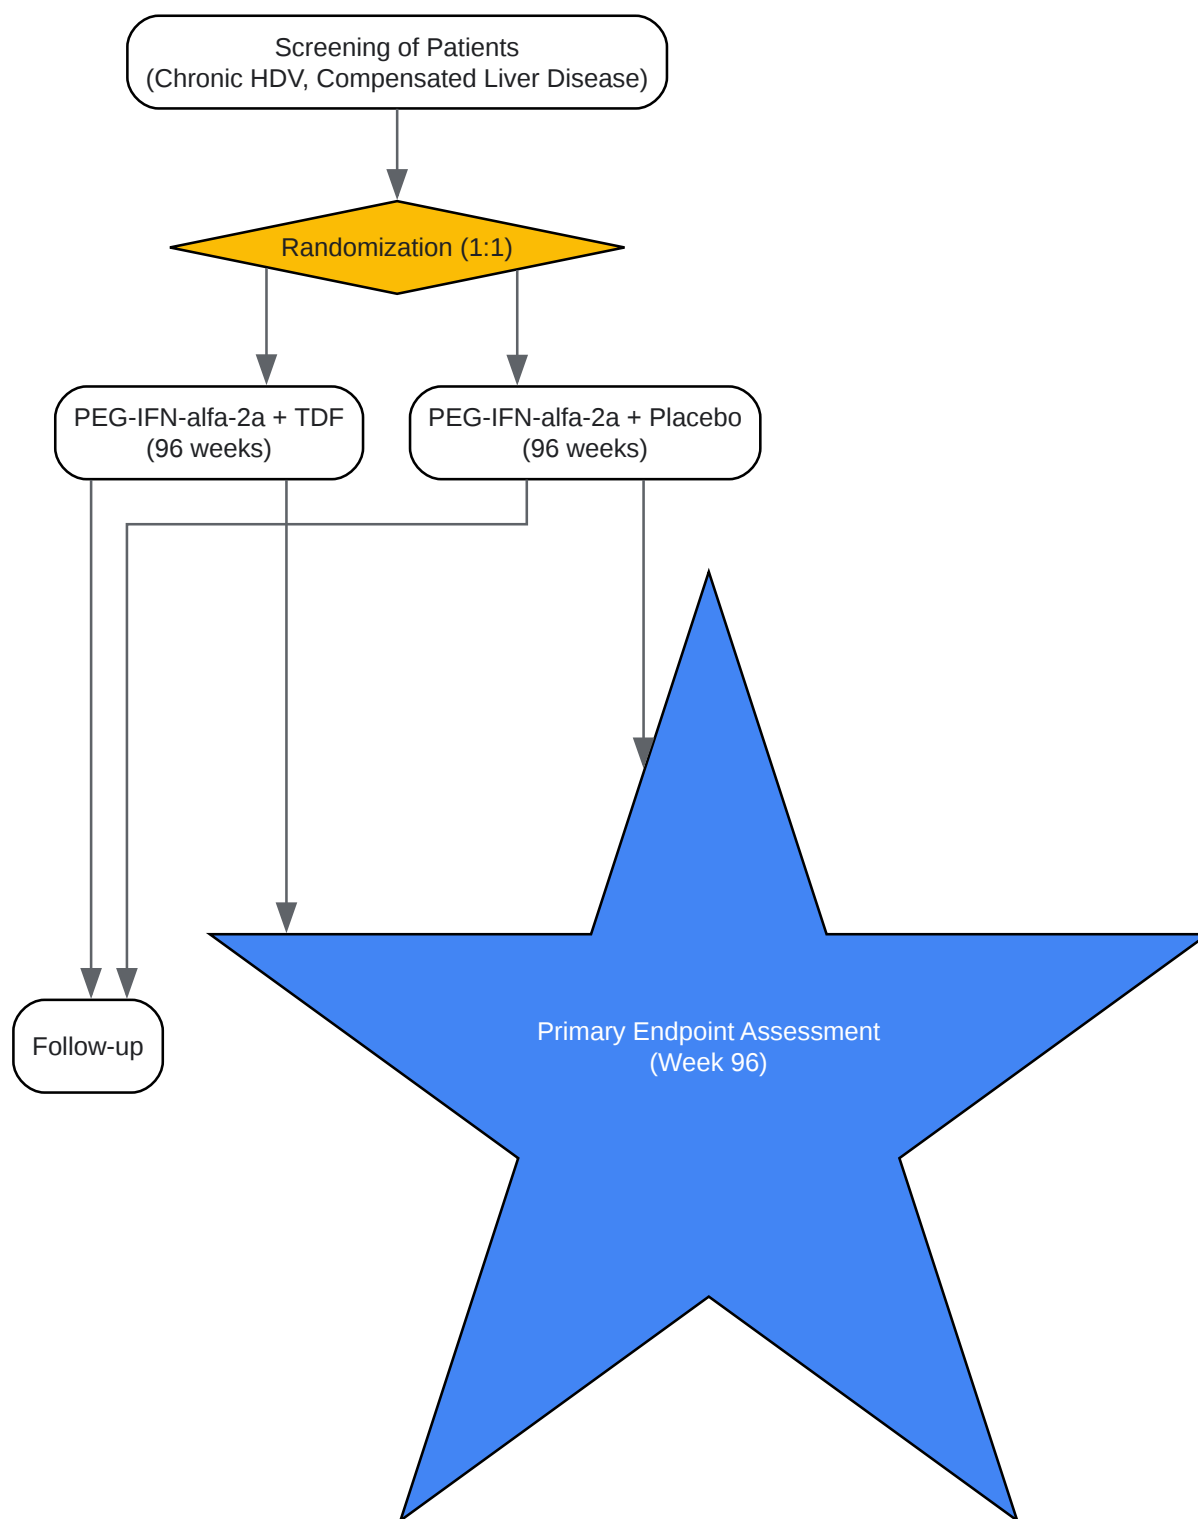 Screening of Patients
(Chronic HDV, Compensated Liver Disease)
Randomization (1:1)
PEG-IFN-alfa-2a + TDF
(96 weeks)
PEG-IFN-alfa-2a + Placebo
(96 weeks)
Primary Endpoint Assessment
(Week 96)
Follow-up